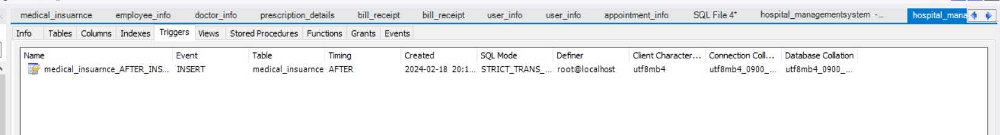 medical_insuarnce employee_info doctor_info prescription_details bill_receipt bill_receipt user_info user_info appointment_info SQL File 4* hospital_managementsystem -... hospital_mana
Info Tables Columns Indexes Triggers Views Stored Procedures Functions Grants Events
Name Event Table Timing Created SQL Mode Definer Client Character... Connection Coll... Database Collation
medical_insuarnce_AFTER_INS... INSERT medical_insuarnce AFTER 2024-02-18 20:1... STRICT_TRANS_... root@localhost utf8mb4 utf8mb4_0900_... utf8mb4_0900_...